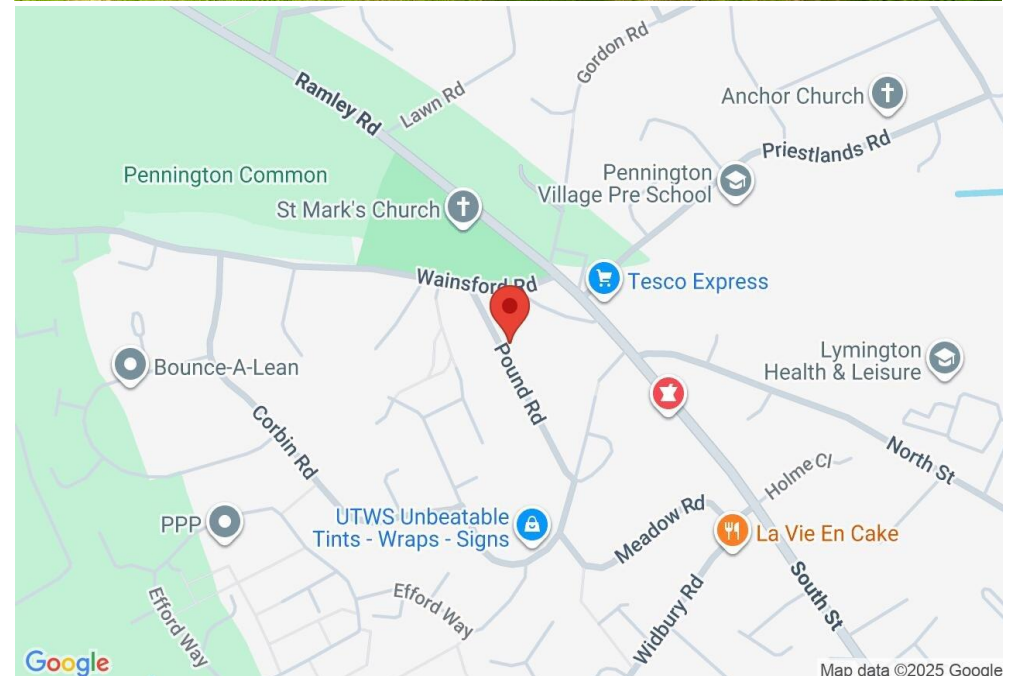 Gordon Rd
Ramley Rd
Lawn Rd
Anchor Church
Priestlands Rd
Pennington Common
Pennington
Village Pre School
St Mark's Church
Wainsford Rd
Tesco Express
Bounce-A-Lean
Pound Rd
Lymington
Health & Leisure
Corbin Rd
North St
Holme Cl
PPP
UTWS Unbeatable
Tints - Wraps - Signs
Meadow Rd
La Vie En Cake
Efford Way
Efford Way
Widbury Rd
South St
Google
Map data ©2025 Google